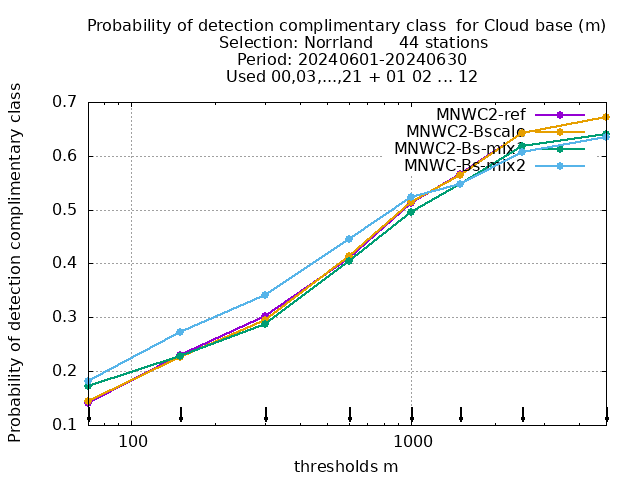 Probability of detection complimentary class  for Cloud base (m)
Selection: Norrland     44 stations
Period: 20240601-20240630
Used 00,03,...,21 + 01 02 ... 12
Probability of detection complimentary class
0.7
0.6
0.5
0.4
0.3
0.2
0.1
MNWC2-ref
MNWC2-Bscale
MNWC2-Bs-mix
MNWC-Bs-mix2
100
1000
thresholds m